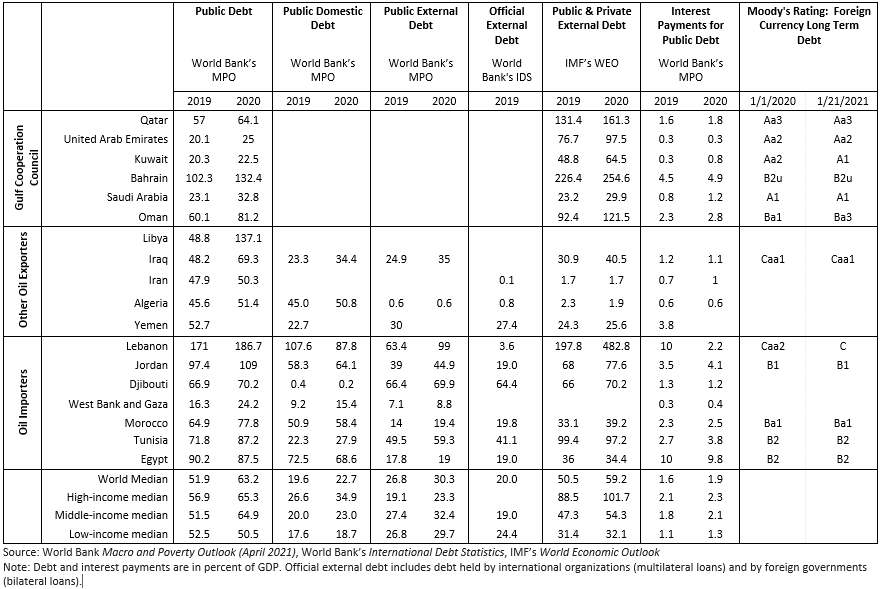 Public Debt Public Domestic Debt Public External Debt Official External Debt Public & Private External Debt Interest Payments for Public Debt Moody's Rating: Foreign Currency Long Term Debt
World Bank's MPO World Bank's MPO World Bank's MPO World Bank's IDS IMF's WEO World Bank's MPO
2019 2020 2019 2020 2019 2020 2019 2019 2020 2019 2020 1/1/2020 1/21/2021
Gulf Cooperation Council
Qatar 57 64.1 131.4 161.3 1.6 1.8 Aa3 Aa3
United Arab Emirates 20.1 25 76.7 97.5 0.3 0.3 Aa2 Aa2
Kuwait 20.3 22.5 48.8 64.5 0.3 0.8 Aa2 A1
Bahrain 102.3 132.4 226.4 254.6 4.5 4.9 B2u B2u
Saudi Arabia 23.1 32.8 23.2 29.9 0.8 1.2 A1 A1
Oman 60.1 81.2 92.4 121.5 2.3 2.8 Ba1 Ba3
Other Oil Exporters
Libya 48.8 137.1
Iraq 48.2 69.3 23.3 34.4 24.9 35 30.9 40.5 1.2 1.1 Caa1 Caa1
Iran 47.9 50.3 0.1 1.7 1.7 0.7 1
Algeria 45.6 51.4 45.0 50.8 0.6 0.6 0.8 2.3 1.9 0.6 0.6
Yemen 52.7 22.7 30 27.4 24.3 25.6 3.8
Oil Importers
Lebanon 171 186.7 107.6 87.8 63.4 99 3.6 197.8 482.8 10 2.2 Caa2 C
Jordan 97.4 109 58.3 64.1 39 44.9 19.0 68 77.6 3.5 4.1 B1 B1
Djibouti 66.9 70.2 0.4 0.2 66.4 69.9 64.4 66 70.2 1.3 1.2
West Bank and Gaza 16.3 24.2 9.2 15.4 7.1 8.8 0.3 0.4
Morocco 64.9 77.8 50.9 58.4 14 19.4 19.8 33.1 39.2 2.3 2.5 Ba1 Ba1
Tunisia 71.8 87.2 22.3 27.9 49.5 59.3 41.1 99.4 97.2 2.7 3.8 B2 B2
Egypt 90.2 87.5 72.5 68.6 17.8 19 19.0 36 34.4 10 9.8 B2 B2
World Median 51.9 63.2 19.6 22.7 26.8 30.3 20.0 50.5 59.2 1.6 1.9
High-income median 56.9 65.3 26.6 34.9 19.1 23.3 88.5 101.7 2.1 2.3
Middle-income median 51.5 64.9 20.0 23.0 27.4 32.4 19.0 47.3 54.3 1.8 2.1
Low-income median 52.5 50.5 17.6 18.7 26.8 29.7 24.4 31.4 32.1 1.1 1.3
Source: World Bank Macro and Poverty Outlook (April 2021), World Bank's International Debt Statistics, IMF's World Economic Outlook
Note: Debt and interest payments are in percent of GDP. Official external debt includes debt held by international organizations (multilateral loans) and by foreign governments
(bilateral loans).